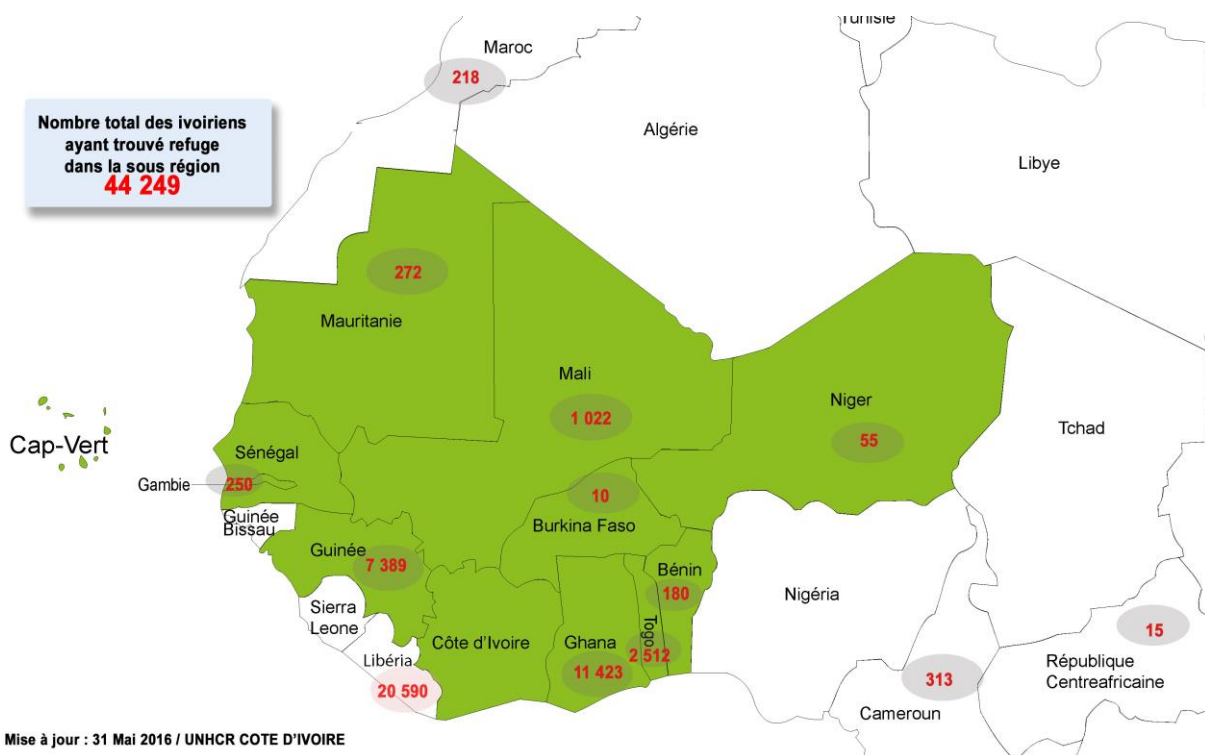 Tunisie
Maroc
218
Nombre total des ivoiriens
ayant trouvé refuge
dans la sous région
44 249
Algérie
Libye
272
Mauritanie
Mali
1 022
Niger
55
Tchad
Cap-Vert
Sénégal
Gambie
250
10
Burkina Faso
Guinée
Bissau
Guinée
7 389
Bénin
180
Nigéria
Sierra
Leone
Côte d'Ivoire
Ghana
11 423
Togo
2 512
Libéria
20 590
15
République
Centreafricaine
313
Cameroun
Mise à jour : 31 Mai 2016 / UNHCR COTE D'IVOIRE